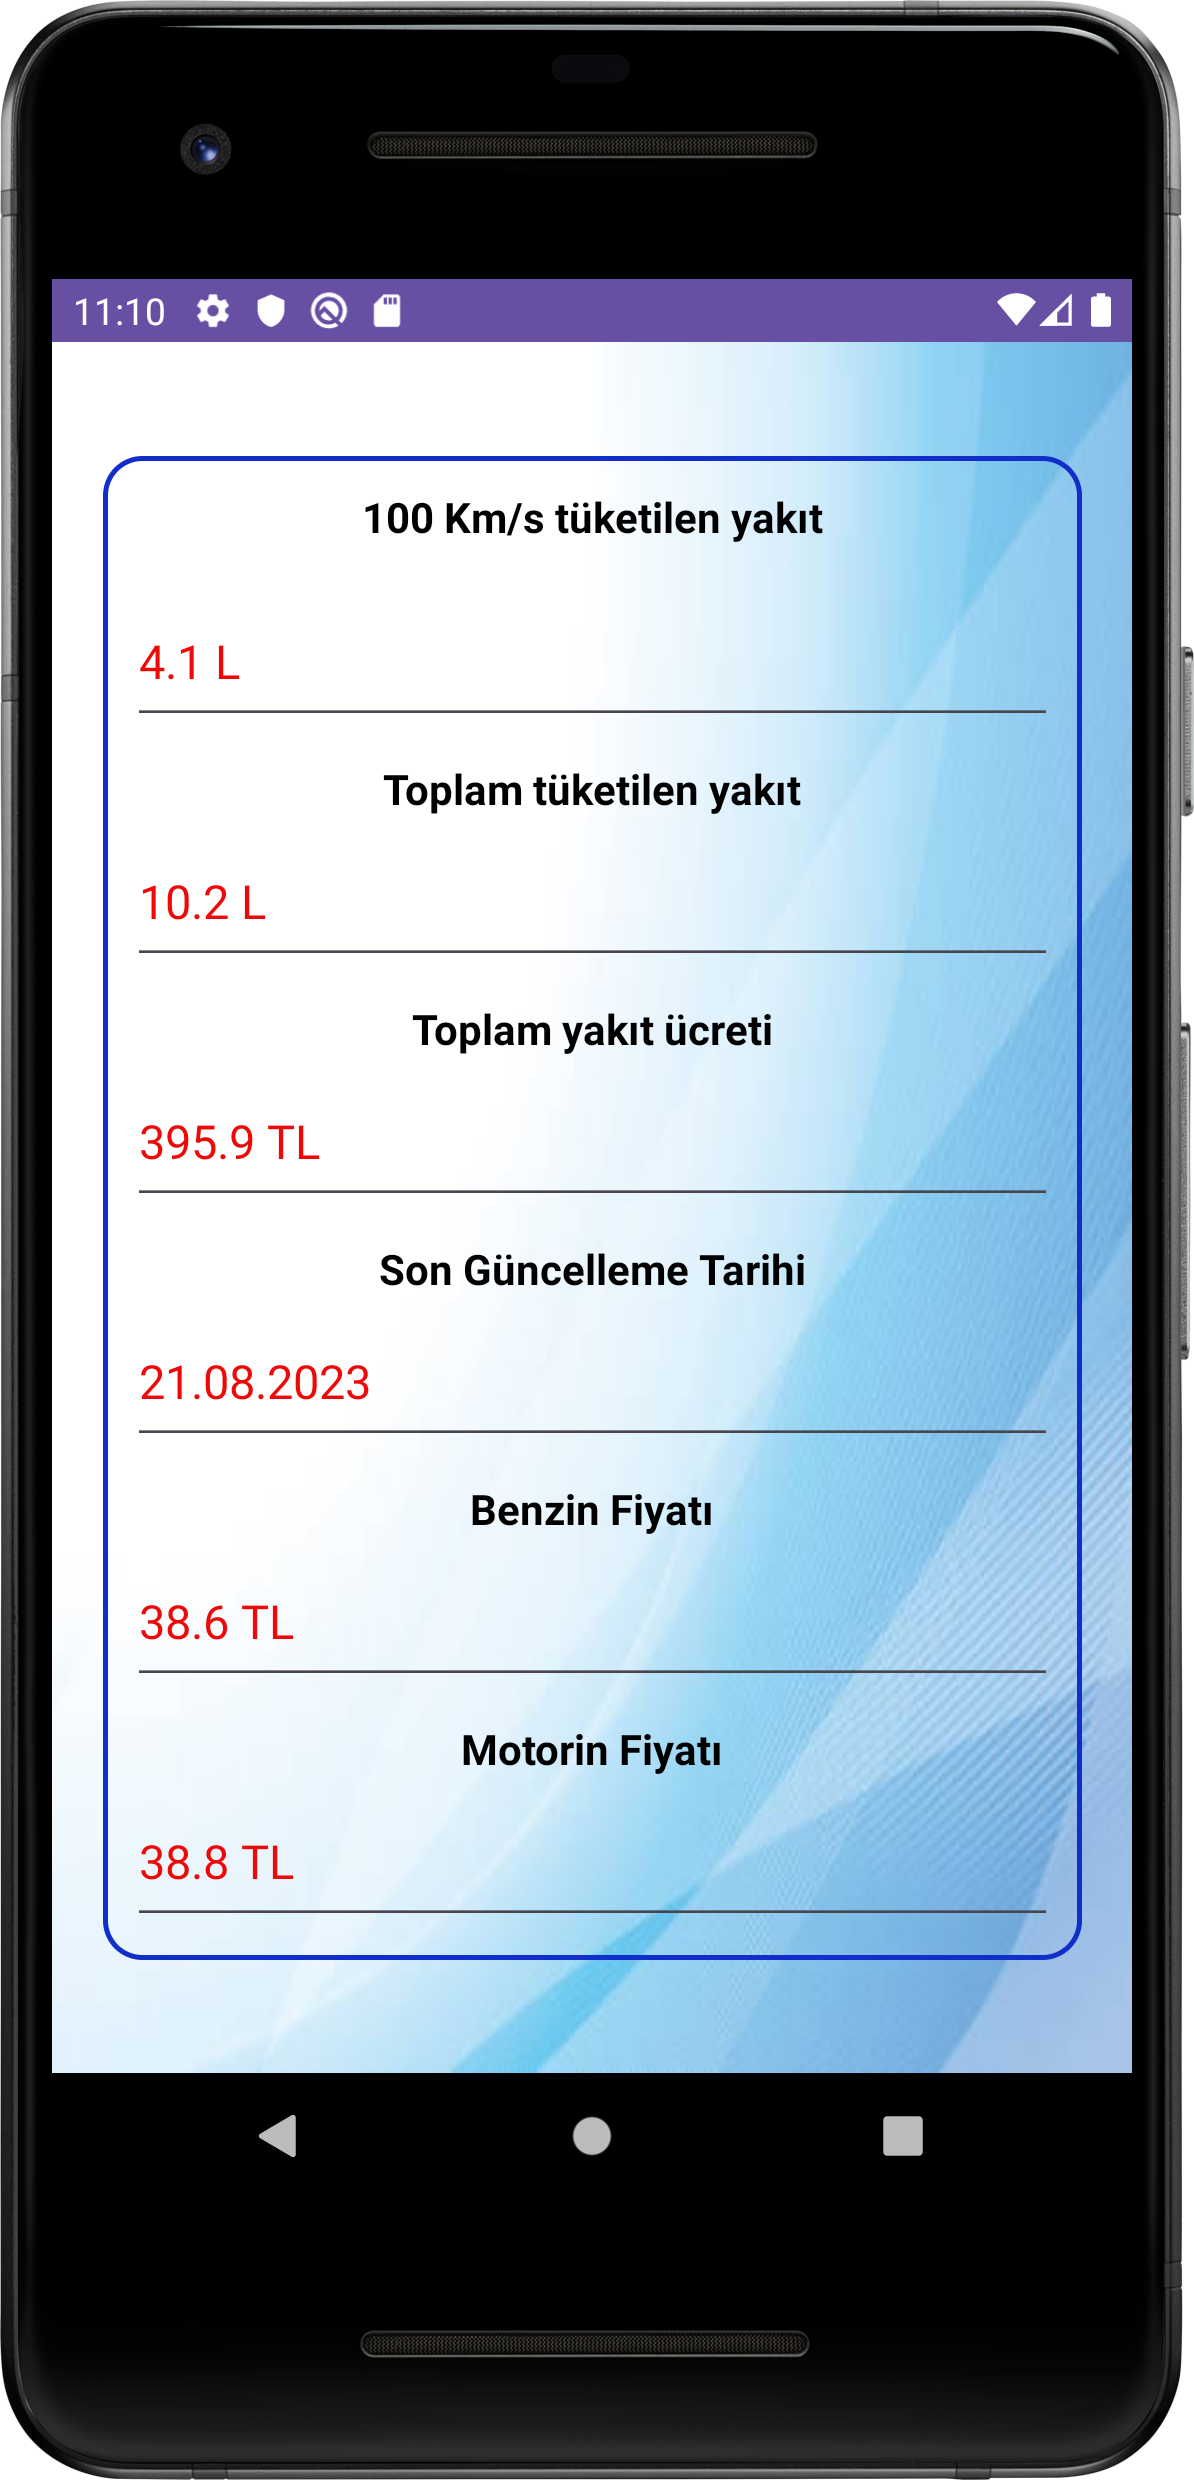 11:10
100 Km/s tüketilen yakıt
4.1 L
Toplam tüketilen yakıt
10.2 L
Toplam yakıt ücreti
395.9 TL
Son Güncelleme Tarihi
21.08.2023
Benzin Fiyatı
38.6 TL
Motorin Fiyatı
38.8 TL